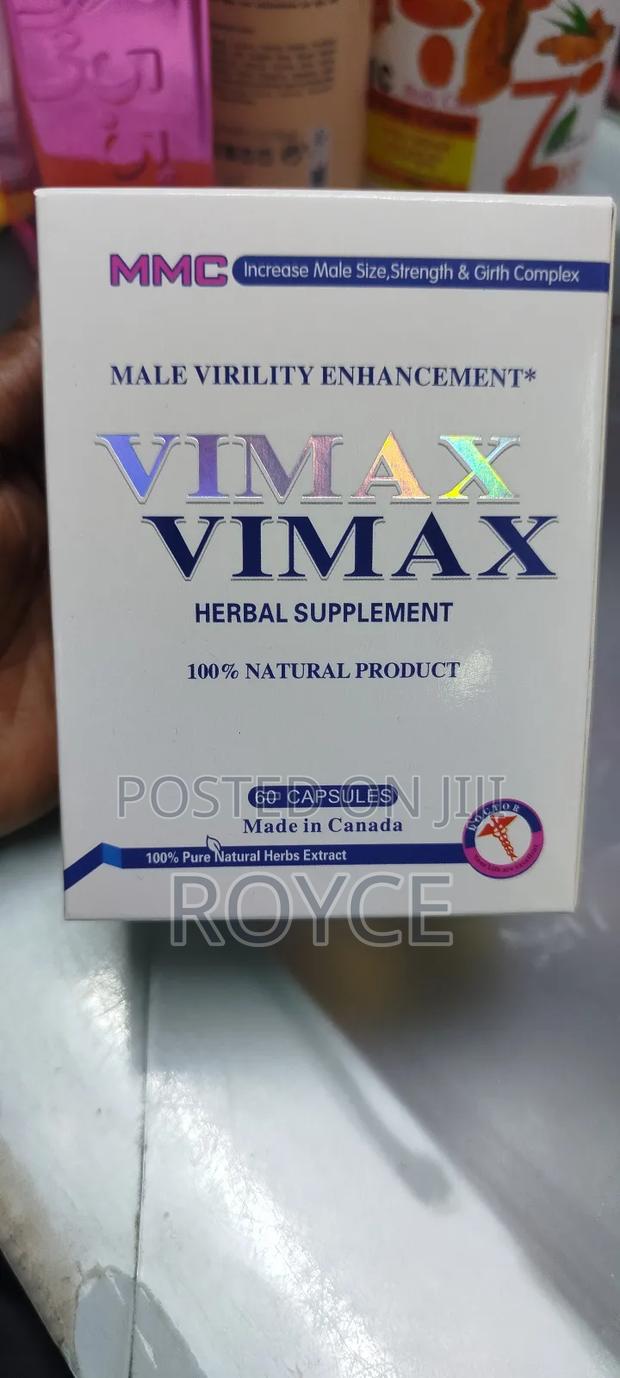 MMC Increase Male Size,Strength & Girth Complex
MALE VIRILITY ENHANCEMENT*
VIMAX
VIMAX
HERBAL SUPPLEMENT
100% NATURAL PRODUCT
POSTED ON JIJI
60 CAPSULES
Made in Canada
DOCTOR
100% Pure Natural Herbs Extract
ROYCE